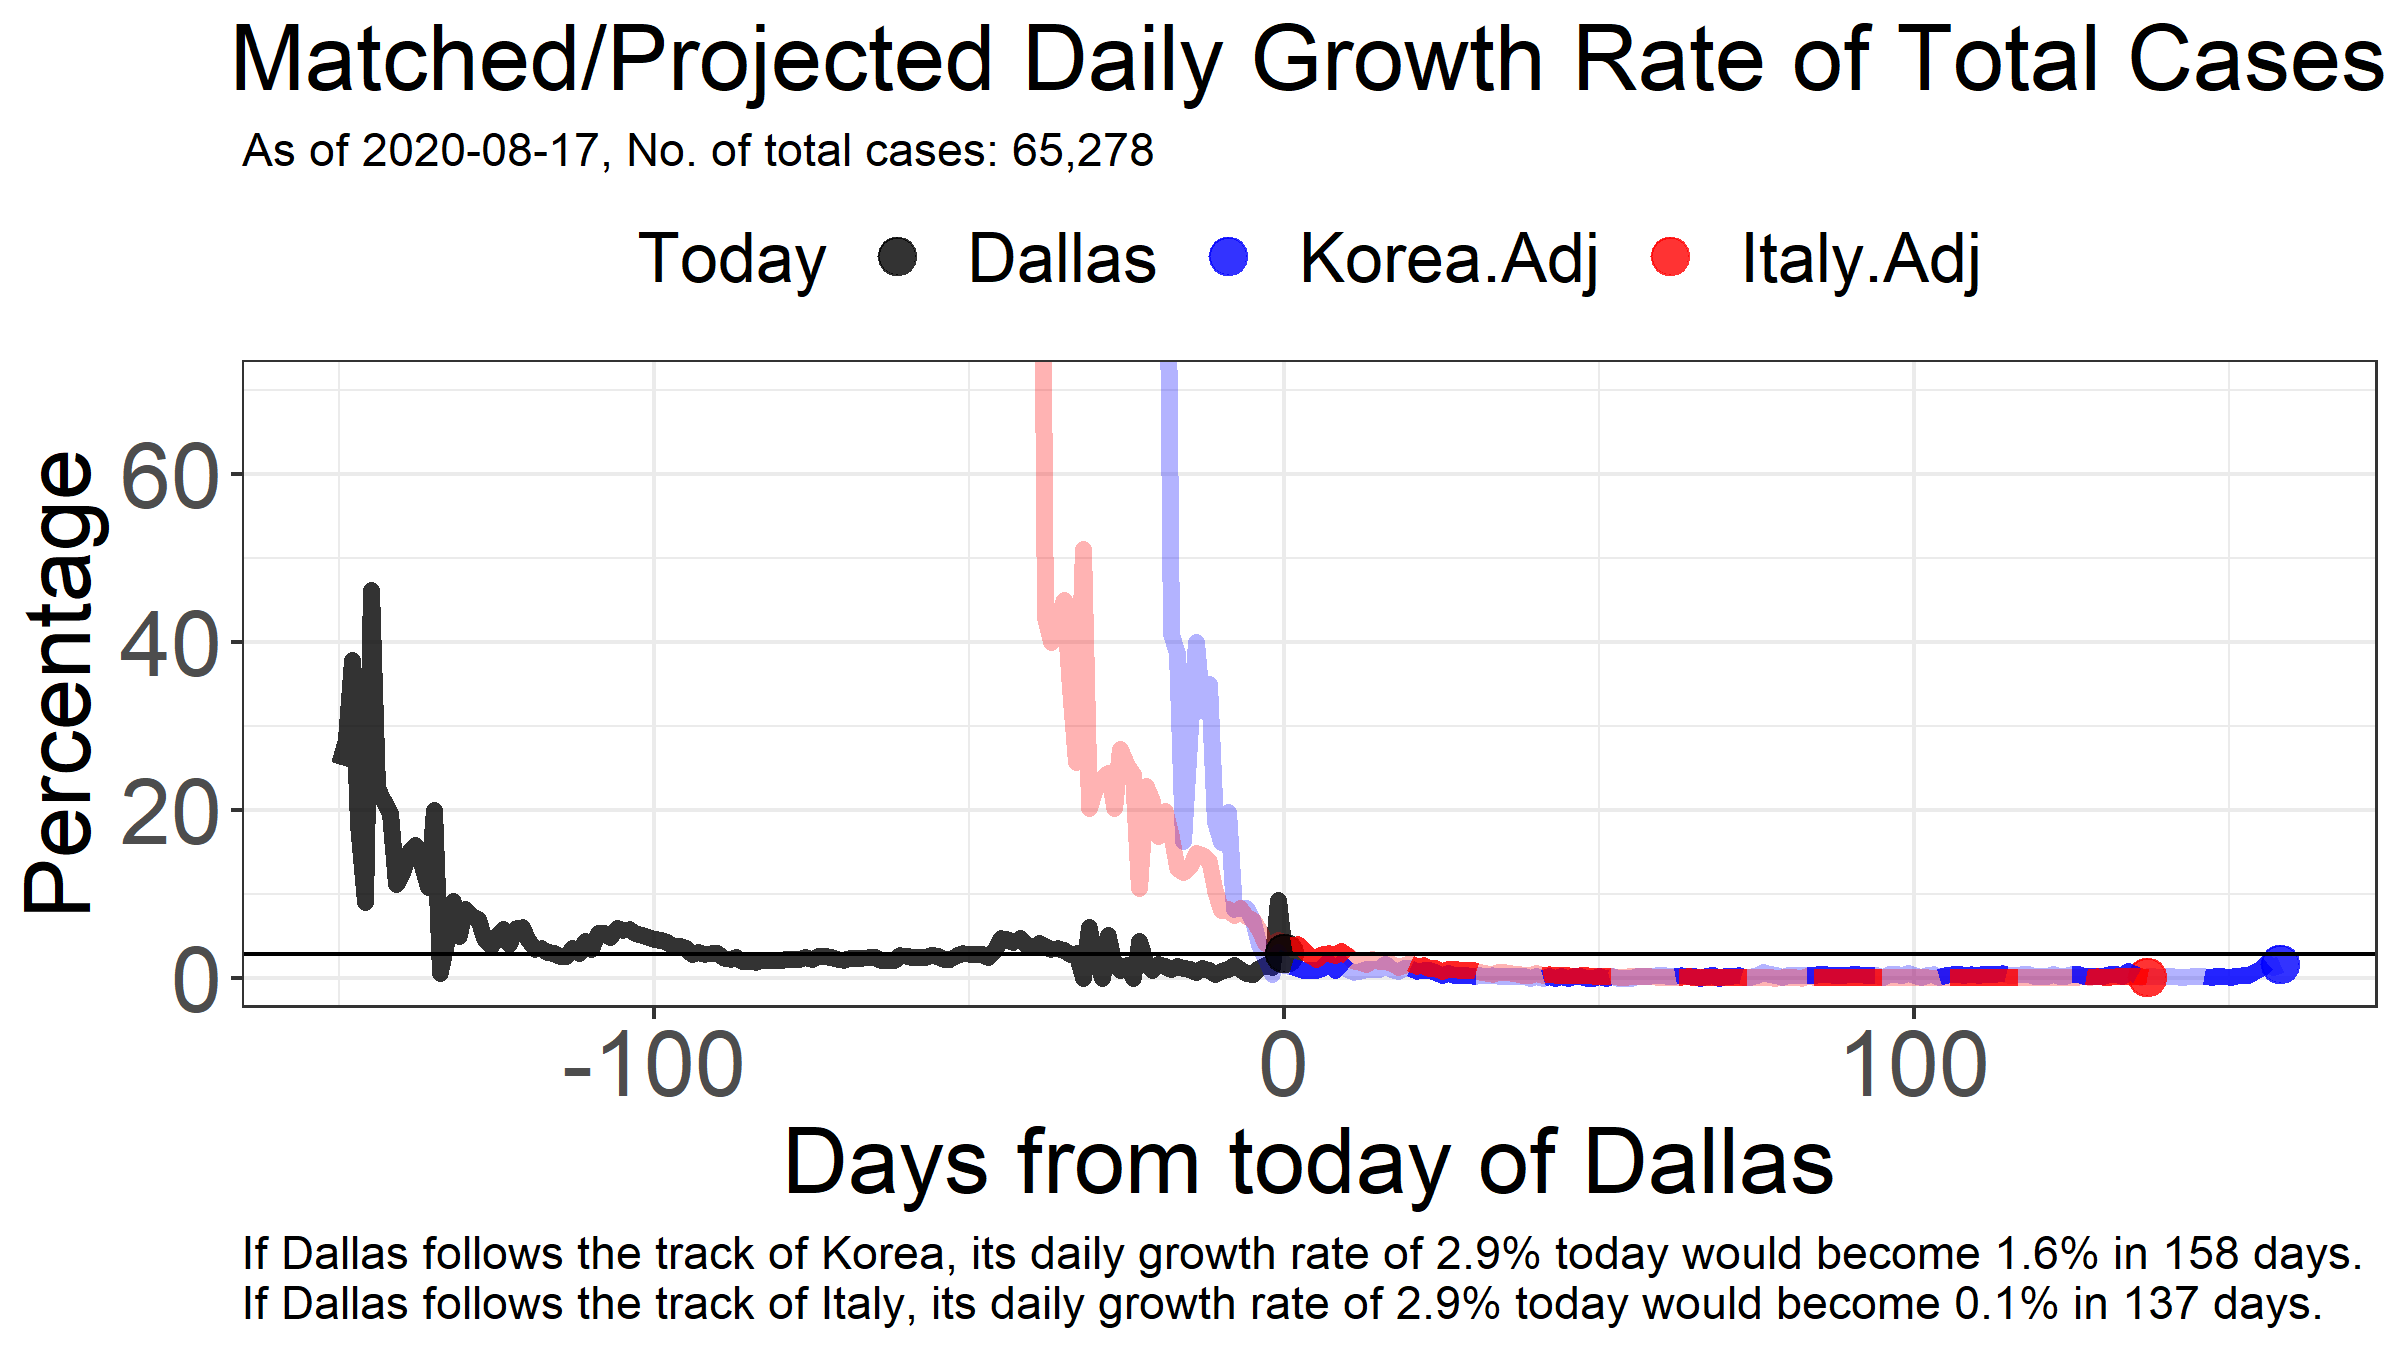 Matched/Projected Daily Growth Rate of Total Cases
As of 2020-08-17, No. of total cases: 65,278
Today Dallas Korea.Adj Italy.Adj
Percentage
60
40
20
0
-100 0 100
Days from today of Dallas
If Dallas follows the track of Korea, its daily growth rate of 2.9% today would become 1.6% in 158 days.
If Dallas follows the track of Italy, its daily growth rate of 2.9% today would become 0.1% in 137 days.